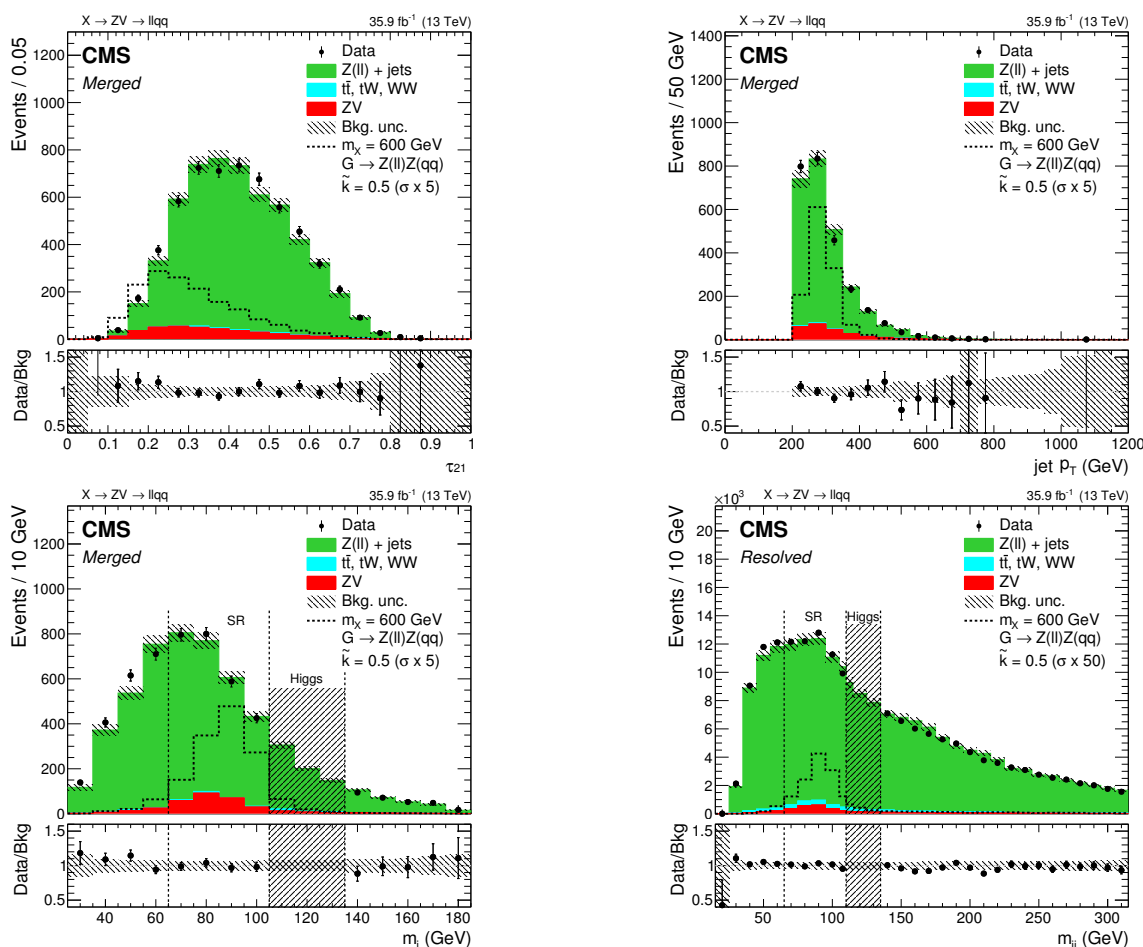 X → ZV → llqq 35.9 fb⁻¹ (13 TeV)
CMS
Merged
Data
Z(ll) + jets
tt̄, tW, WW
ZV
Bkg. unc.
m_X = 600 GeV
G → Z(ll)Z(qq)
k̃ = 0.5 (σ x 5)
Events / 0.05
0 200 400 600 800 1000 1200
Data/Bkg
0.5 1 1.5
0 0.1 0.2 0.3 0.4 0.5 0.6 0.7 0.8 0.9 1
τ₂₁
X → ZV → llqq 35.9 fb⁻¹ (13 TeV)
CMS
Merged
Data
Z(ll) + jets
tt̄, tW, WW
ZV
Bkg. unc.
m_X = 600 GeV
G → Z(ll)Z(qq)
k̃ = 0.5 (σ x 5)
Events / 50 GeV
0 200 400 600 800 1000 1200 1400
Data/Bkg
0.5 1 1.5
0 200 400 600 800 1000 1200
jet p_T (GeV)
X → ZV → llqq 35.9 fb⁻¹ (13 TeV)
CMS
Merged
Data
Z(ll) + jets
tt̄, tW, WW
ZV
Bkg. unc.
m_X = 600 GeV
G → Z(ll)Z(qq)
k̃ = 0.5 (σ x 5)
SR
Higgs
Events / 10 GeV
0 200 400 600 800 1000 1200
Data/Bkg
0.5 1 1.5
40 60 80 100 120 140 160 180
m_j (GeV)
×10³ X → ZV → llqq 35.9 fb⁻¹ (13 TeV)
CMS
Resolved
Data
Z(ll) + jets
tt̄, tW, WW
ZV
Bkg. unc.
m_X = 600 GeV
G → Z(ll)Z(qq)
k̃ = 0.5 (σ x 50)
SR Higgs
Events / 10 GeV
0 2 4 6 8 10 12 14 16 18 20
Data/Bkg
0.5 1 1.5
50 100 150 200 250 300
m_jj (GeV)